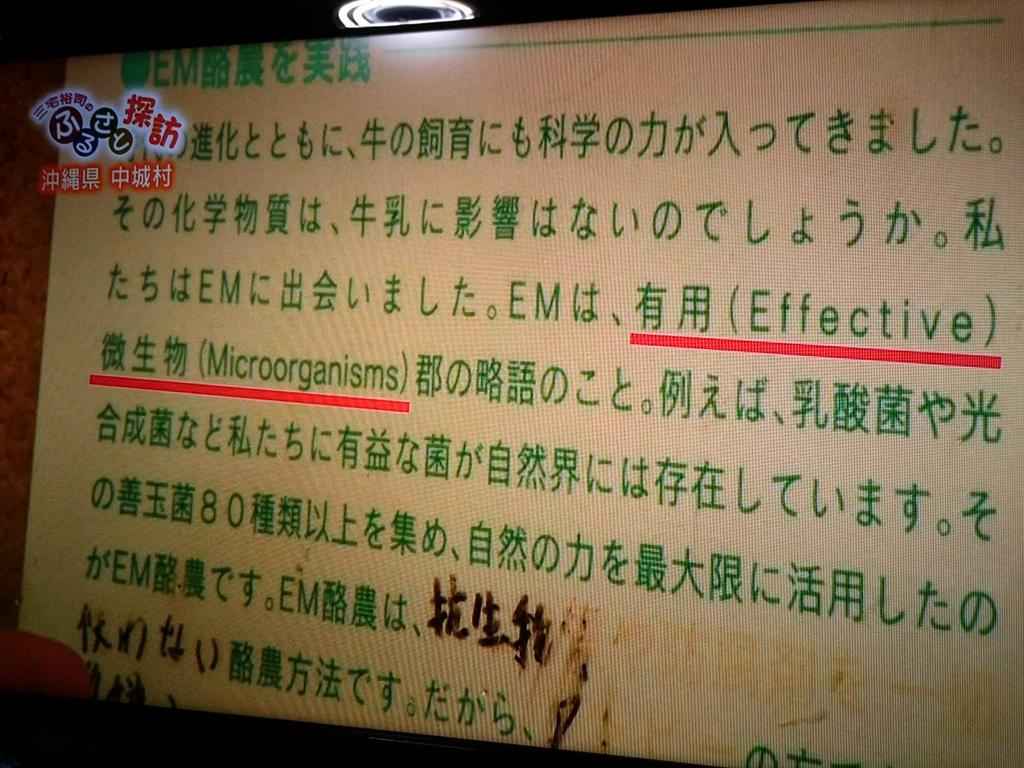 三宅裕司の
ふるさと探訪
沖縄県 中城村
●EM酪農を実践
進化とともに、牛の飼育にも科学の力が入ってきました。
その化学物質は、牛乳に影響はないのでしょうか。私
たちはEMに出会いました。EMは、有用(Effective)
微生物(Microorganisms)郡の略語のこと。例えば、乳酸菌や光
合成菌など私たちに有益な菌が自然界には存在しています。そ
の善玉菌80種類以上を集め、自然の力を最大限に活用したの
がEM酪農です。EM酪農は、抗生物
使わない酪農方法です。だから、